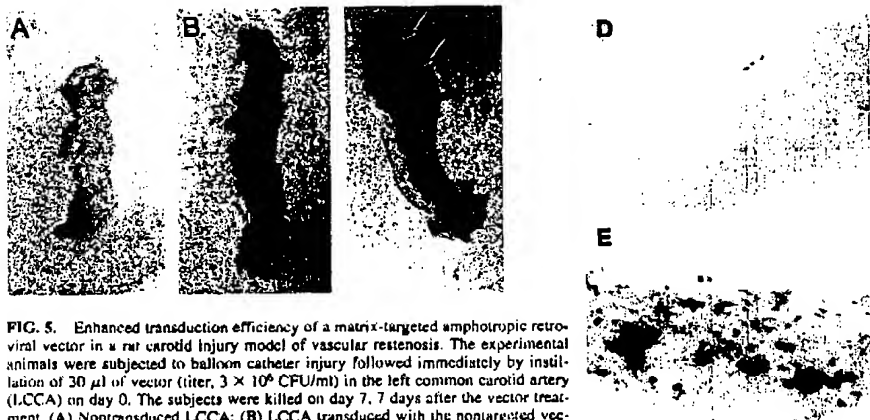 A
B
D
E
FIG. 5. Enhanced transduction efficiency of a matrix-targeted amphotropic retro-
viral vector in a rat carotid injury model of vascular restenosis. The experimental
animals were subjected to balloon catheter injury followed immediately by instil-
lation of 30 μl of vector (titer, 3 × 10⁶ CFU/ml) in the left common carotid artery
(LCCA) on day 0. The subjects were killed on day 7, 7 days after the vector treat-
ment. (A) Nontransduced LCCA; (B) LCCA transduced with the nontargeted vec-